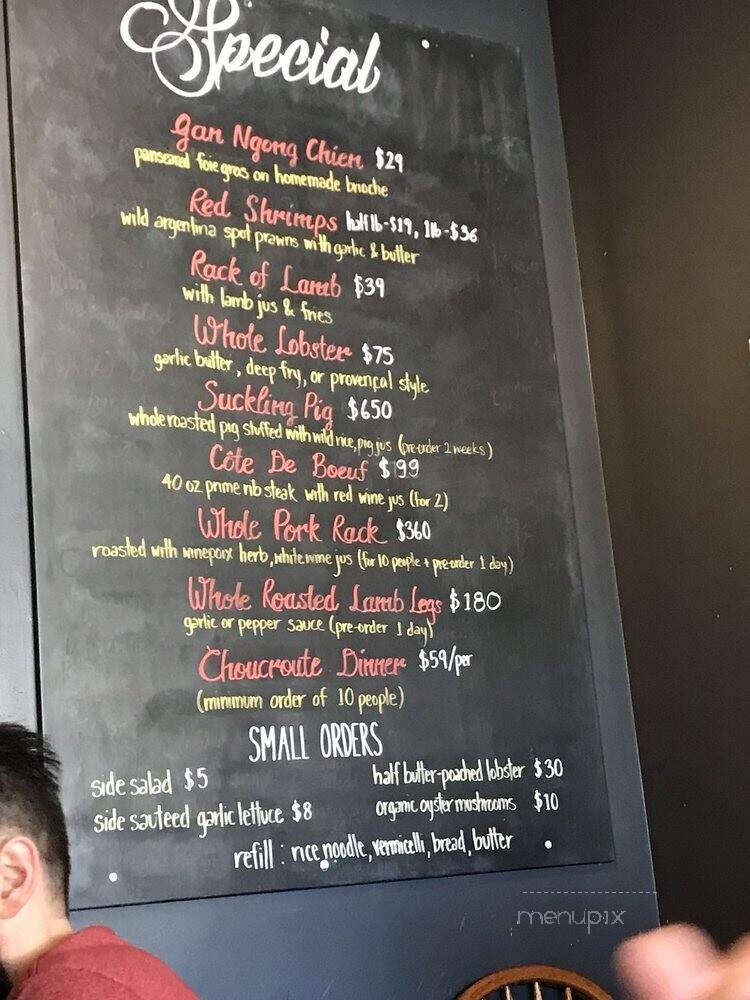 Special
Gan Ngong Chien $29
panseared foie gras on homemade brioche
Red Shrimps half lb-$19, 1lb-$36
wild argentina spot prawns with garlic & butter
Rack of Lamb $39
with lamb jus & fries
Whole Lobster $75
garlic butter, deep fry, or provençal style
Suckling Pig $650
whole roasted pig stuffed with wild rice, pig jus (pre-order 2 weeks)
Côte De Boeuf $99
40 oz prime rib steak with red wine jus (for 2)
Whole Pork Rack $360
roasted with winepoix herb, white wine jus (for 10 people + pre-order 1 day)
Whole Roasted Lamb Legs $180
garlic or pepper sauce (pre-order 1 day)
Choucroute Dinner $59/per
(minimum order of 10 people)
SMALL ORDERS
side salad $5 half butter-poached lobster $30
side sauteed garlic lettuce $8 organic oyster mushrooms $10
refill : rice noodle, vermicelli, bread, butter
menupix